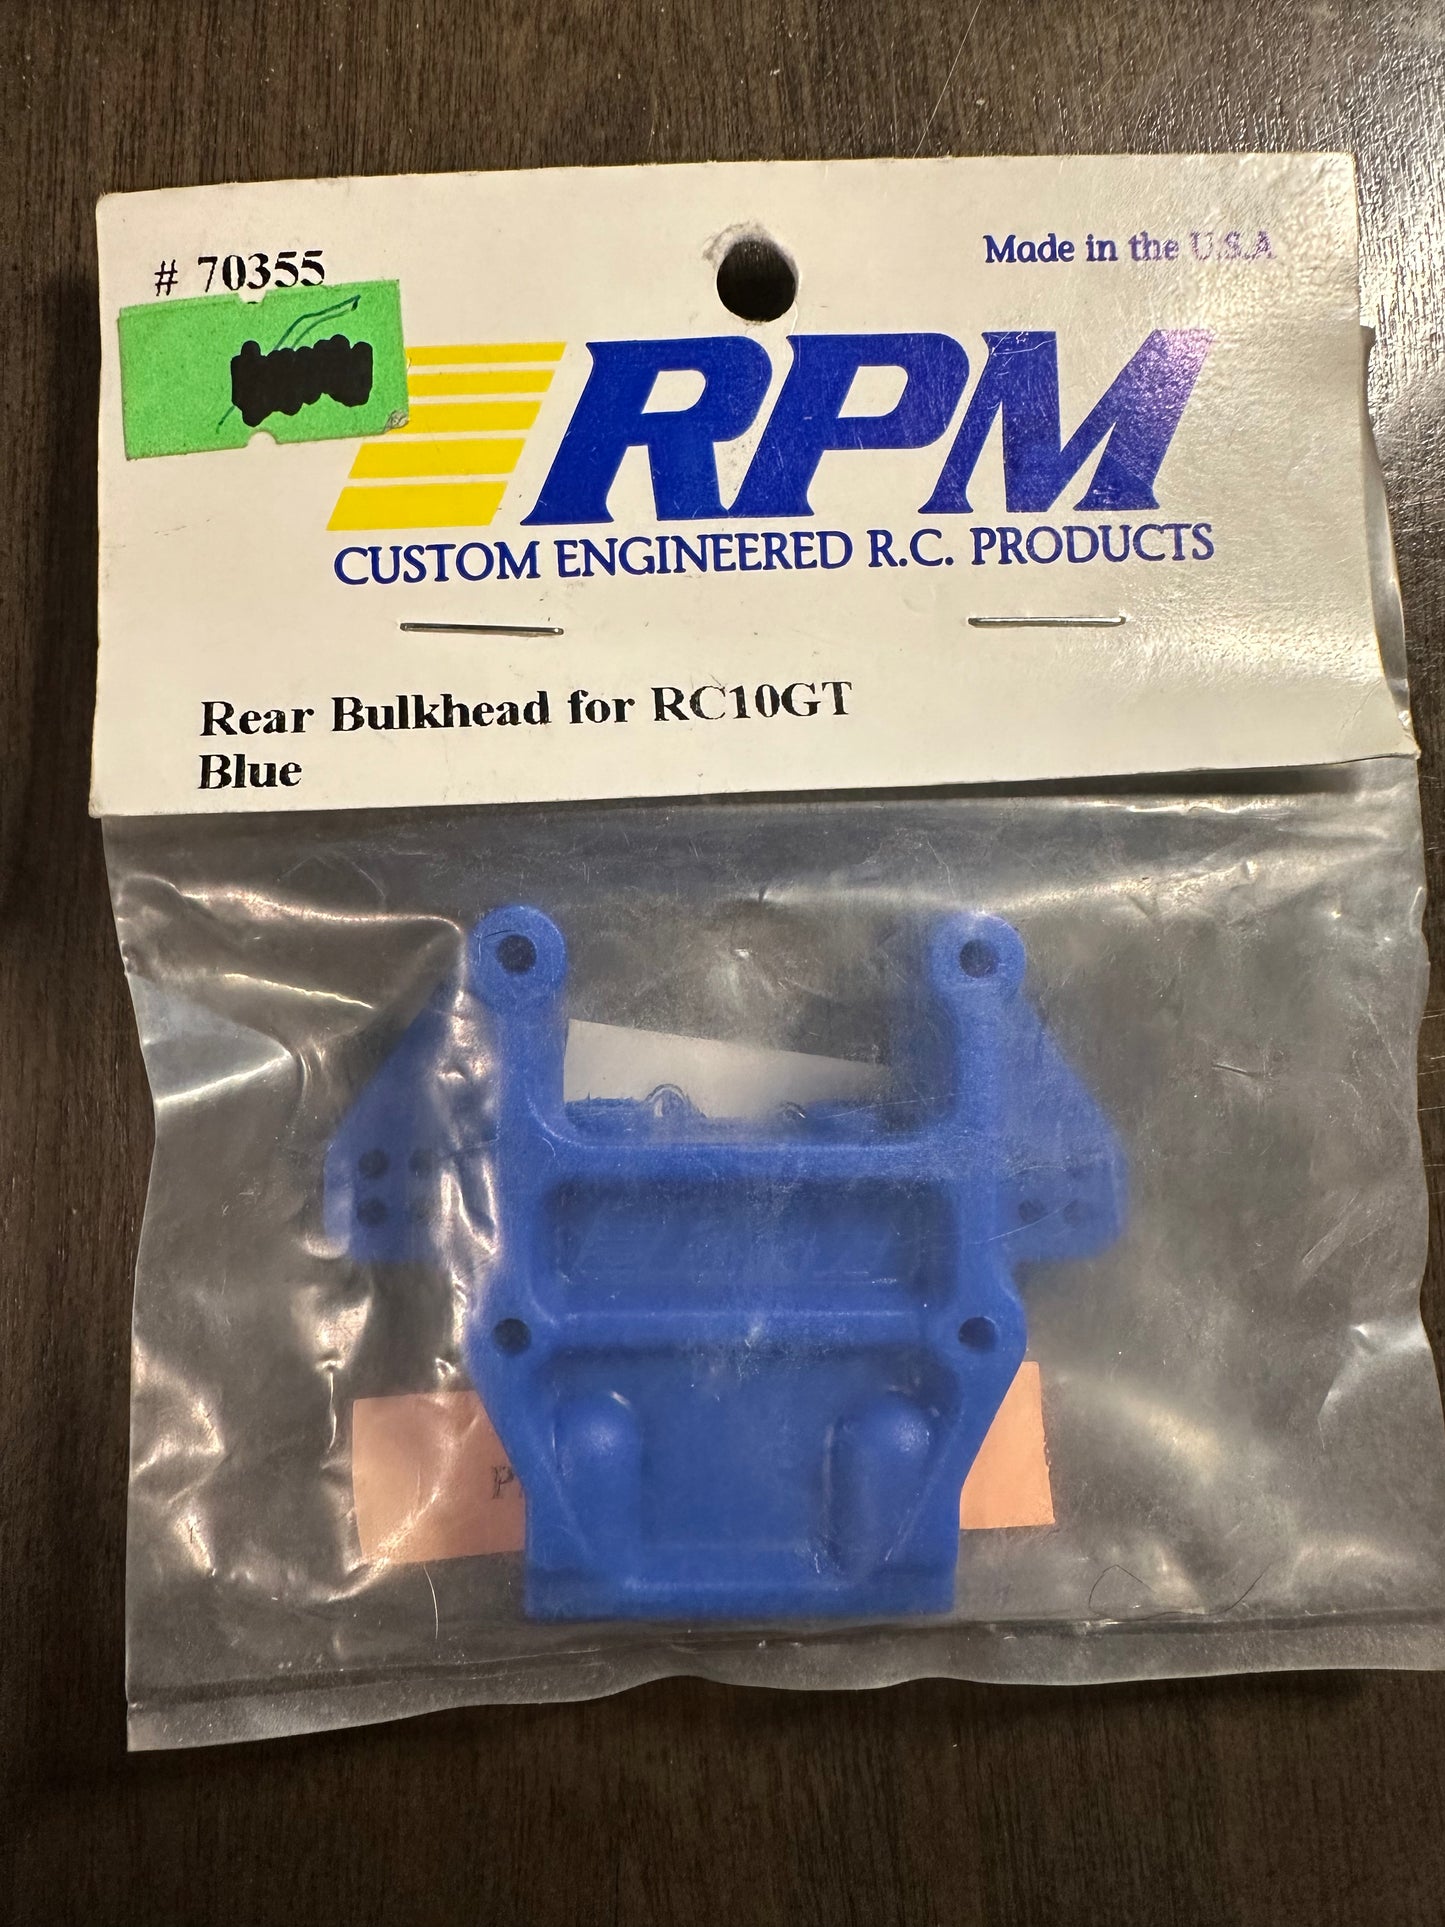 # 70355
Made in the U.S.A
RPM
CUSTOM ENGINEERED R.C. PRODUCTS
Rear Bulkhead for RC10GT
Blue